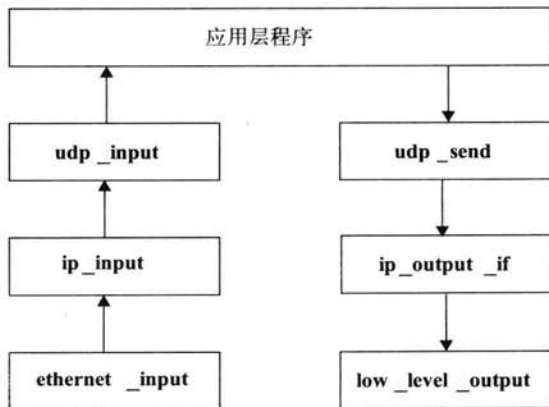 应用层程序
udp _input
udp _send
ip _input
ip _output _if
ethernet _input
low _level _output